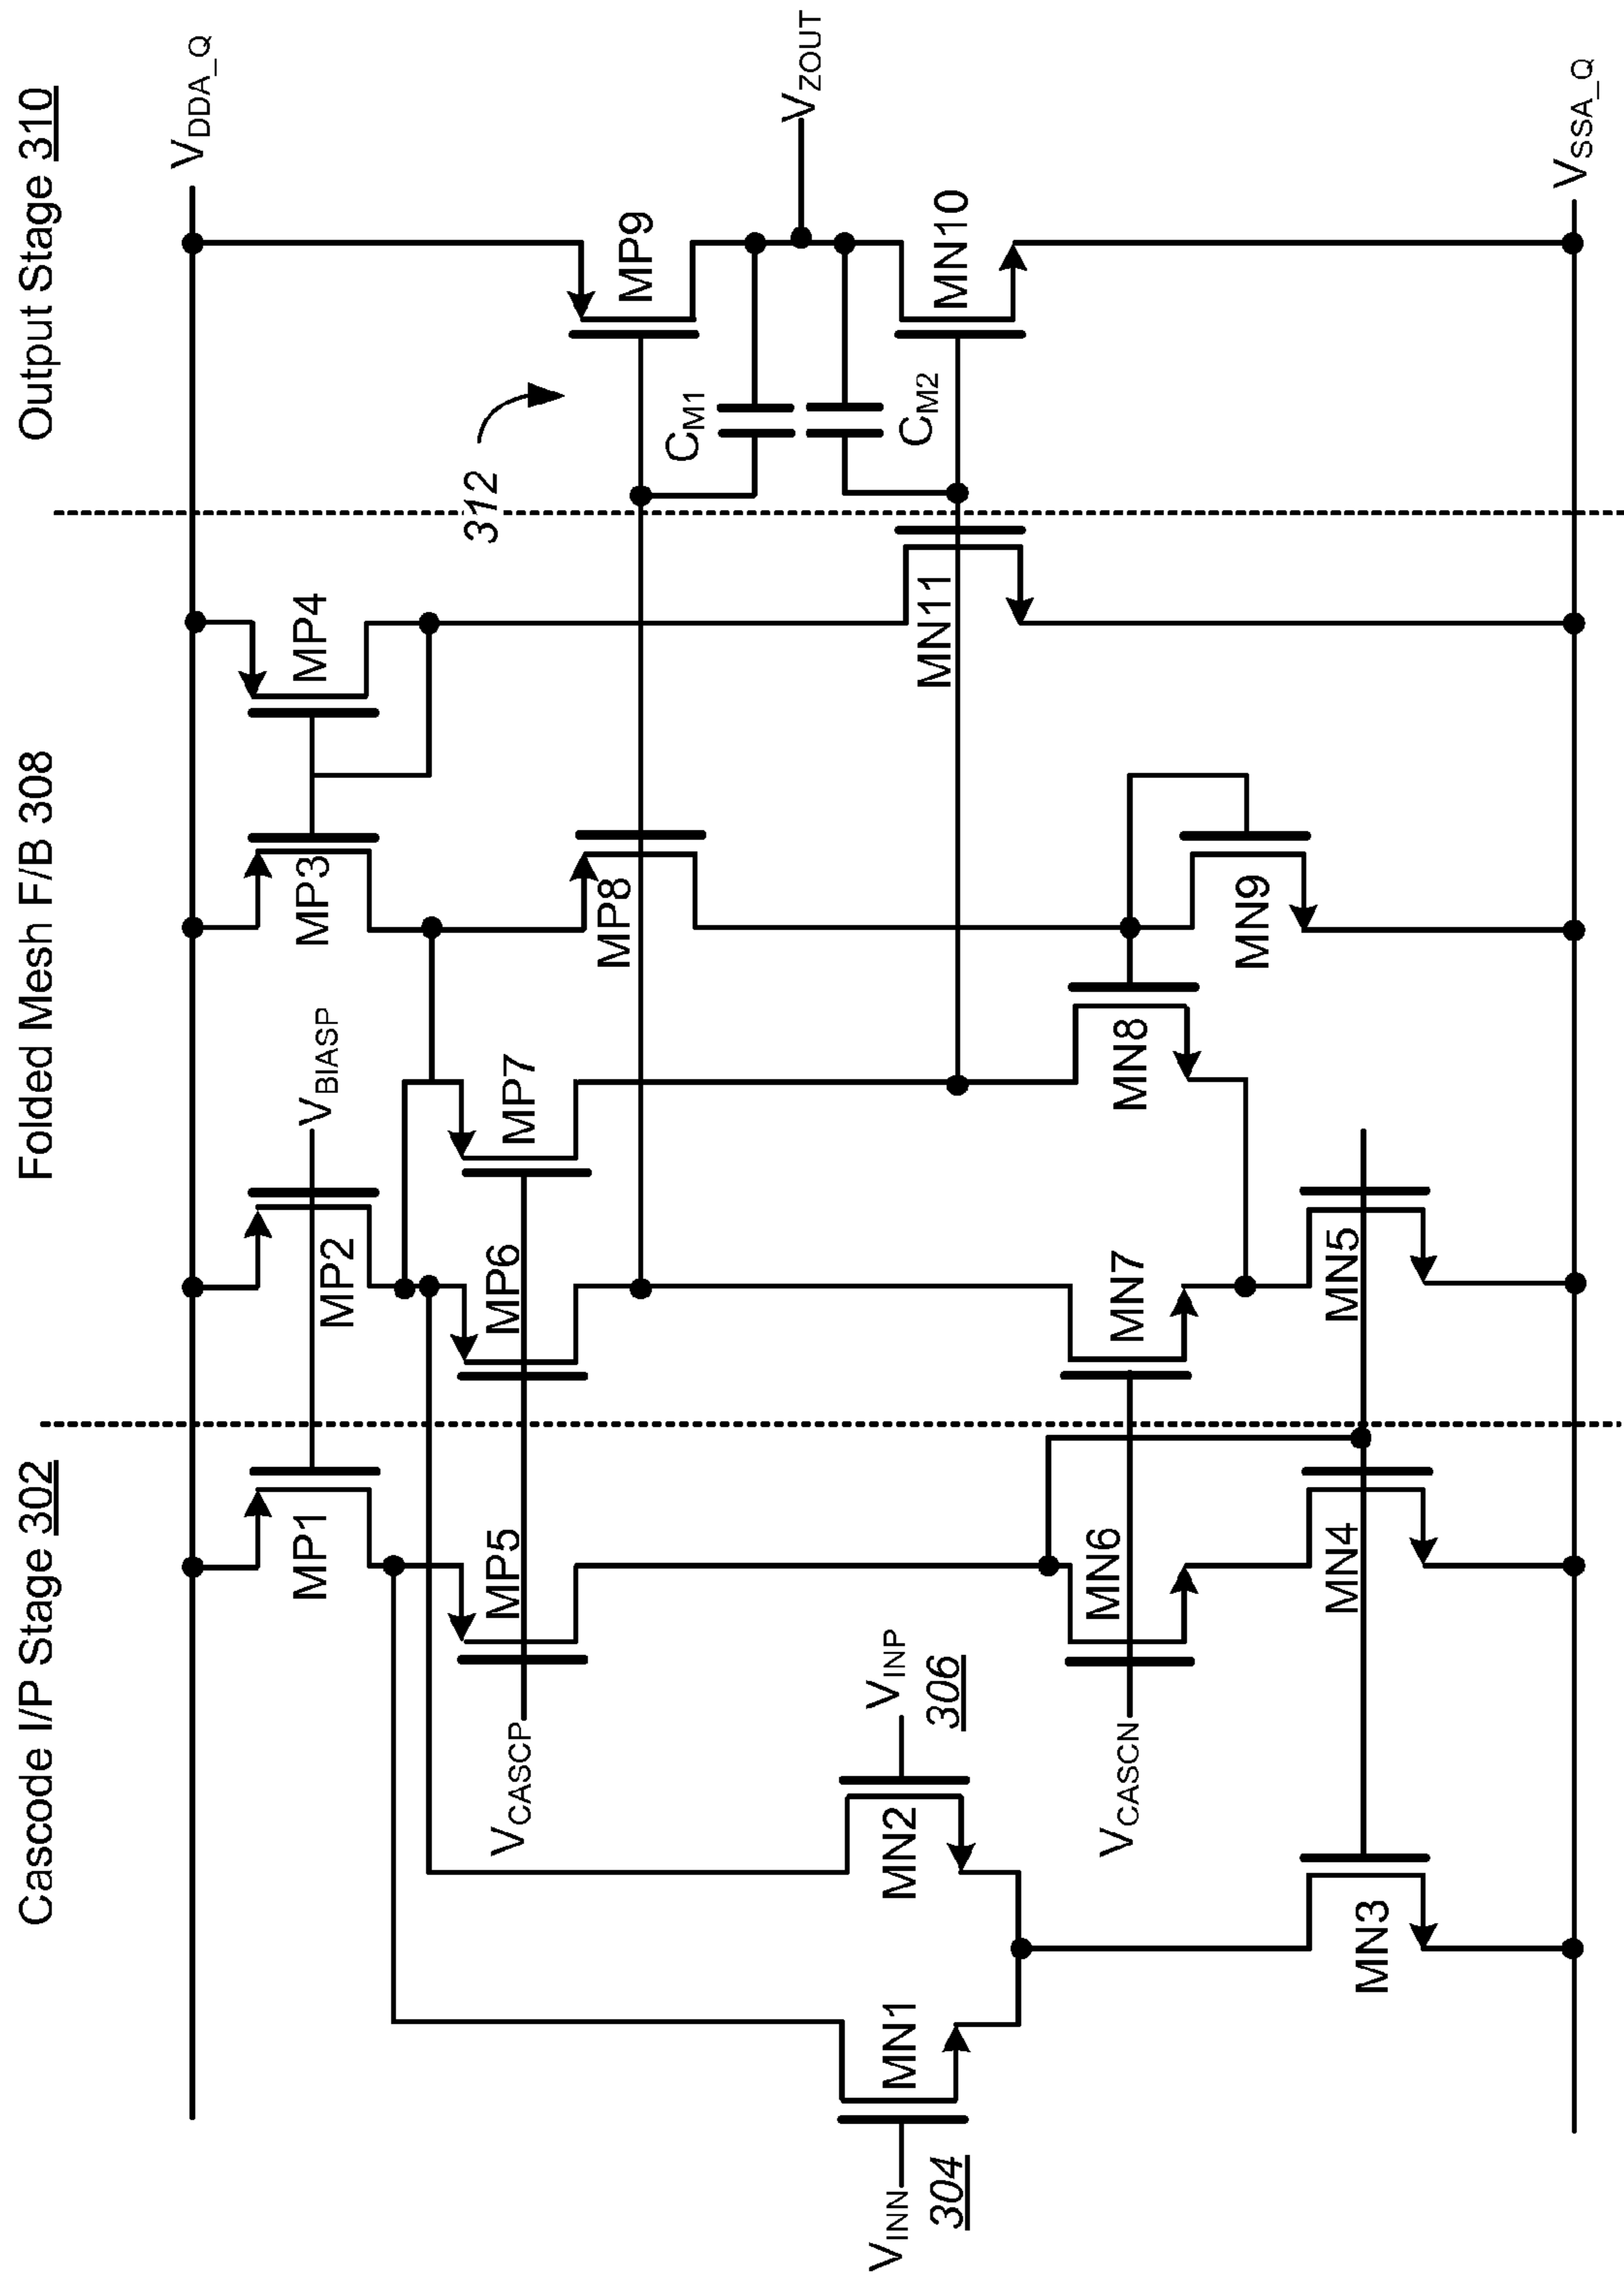 Cascode I/P Stage 302
Folded Mesh F/B 308
Output Stage 310
VDDA_Q
VBIASP
MP1
MP2
MP3
MP4
312
VCASCP
MP5
MP6
MP7
MP8
MP9
CM1
VZOUT
CM2
VINN
304
MN1
MN2
VINP
306
MN11
MN10
VCASCN
MN6
MN7
MN8
MN9
MN3
MN4
MN5
VSSA_Q